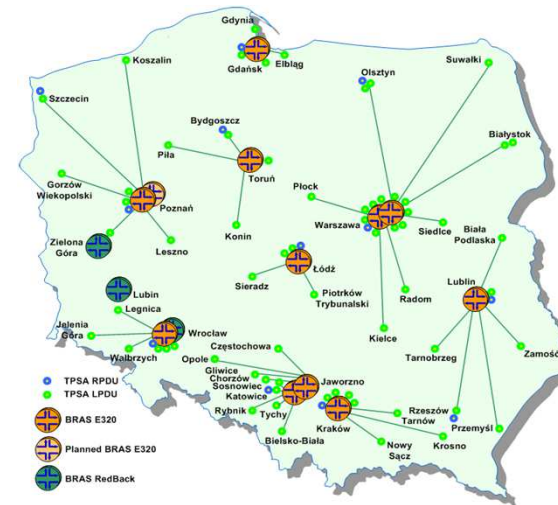 Gdynia
Koszalin
Gdańsk
Elbląg
Suwałki
Olsztyn
Szczecin
Bydgoszcz
Białystok
Piła
Toruń
Gorzów
Wiekopolski
Płock
Poznań
Warszawa
Siedlce
Biała
Podlaska
Zielona
Góra
Leszno
Konin
Łódź
Sieradz
Piotrków
Trybunalski
Radom
Lublin
Lubin
Legnica
Kielce
Jelenia
Góra
Wrocław
Tarnobrzeg
Zamość
Wałbrzych
Częstochowa
Opole
Gliwice
Chorzów
Sosnowiec
Katowice
Jaworzno
Rybnik
Tychy
Bielsko-Biała
Kraków
Rzeszów
Tarnów
Przemyśl
Nowy
Sącz
Krosno
TPSA RPDU
TPSA LPDU
BRAS E320
Planned BRAS E320
BRAS RedBack